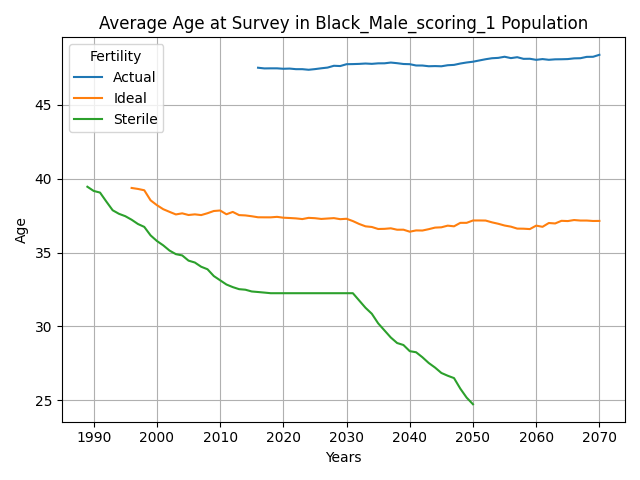 Average Age at Survey in Black_Male_scoring_1 Population
Fertility
Actual
Ideal
Sterile
Age
45
40
35
30
25
1990 2000 2010 2020 2030 2040 2050 2060 2070
Years